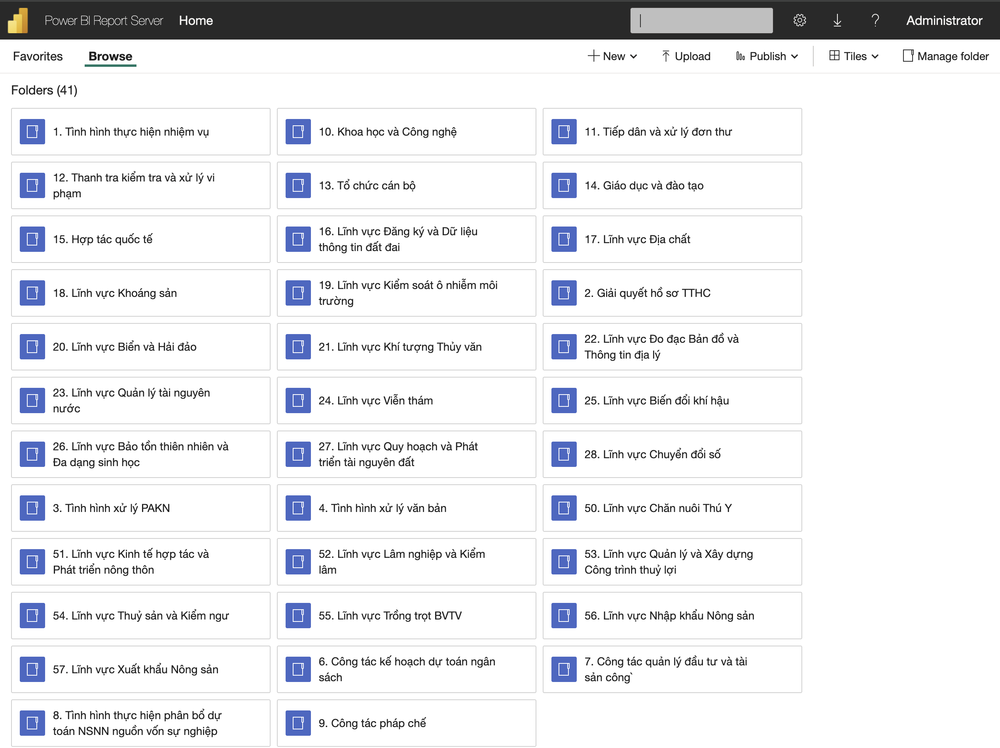 Power BI Report Server Home Administrator
Favorites Browse New Upload Publish Tiles Manage folder
Folders (41)
1. Tình hình thực hiện nhiệm vụ
10. Khoa học và Công nghệ
11. Tiếp dân và xử lý đơn thư
12. Thanh tra kiểm tra và xử lý vi
phạm
13. Tổ chức cán bộ
14. Giáo dục và đào tạo
15. Hợp tác quốc tế
16. Lĩnh vực Đăng ký và Dữ liệu
thông tin đất đai
17. Lĩnh vực Địa chất
18. Lĩnh vực Khoáng sản
19. Lĩnh vực Kiểm soát ô nhiễm môi
trường
2. Giải quyết hồ sơ TTHC
20. Lĩnh vực Biển và Hải đảo
21. Lĩnh vực Khí tượng Thủy văn
22. Lĩnh vực Đo đạc Bản đồ và
Thông tin địa lý
23. Lĩnh vực Quản lý tài nguyên
nước
24. Lĩnh vực Viễn thám
25. Lĩnh vực Biến đổi khí hậu
26. Lĩnh vực Bảo tồn thiên nhiên và
Đa dạng sinh học
27. Lĩnh vực Quy hoạch và Phát
triển tài nguyên đất
28. Lĩnh vực Chuyển đổi số
3. Tình hình xử lý PAKN
4. Tình hình xử lý văn bản
50. Lĩnh vực Chăn nuôi Thú Y
51. Lĩnh vực Kinh tế hợp tác và
Phát triển nông thôn
52. Lĩnh vực Lâm nghiệp và Kiểm
lâm
53. Lĩnh vực Quản lý và Xây dựng
Công trình thuỷ lợi
54. Lĩnh vực Thuỷ sản và Kiểm ngư
55. Lĩnh vực Trồng trọt BVTV
56. Lĩnh vực Nhập khẩu Nông sản
57. Lĩnh vực Xuất khẩu Nông sản
6. Công tác kế hoạch dự toán ngân
sách
7. Công tác quản lý đầu tư và tài
sản công`
8. Tình hình thực hiện phân bổ dự
toán NSNN nguồn vốn sự nghiệp
9. Công tác pháp chế